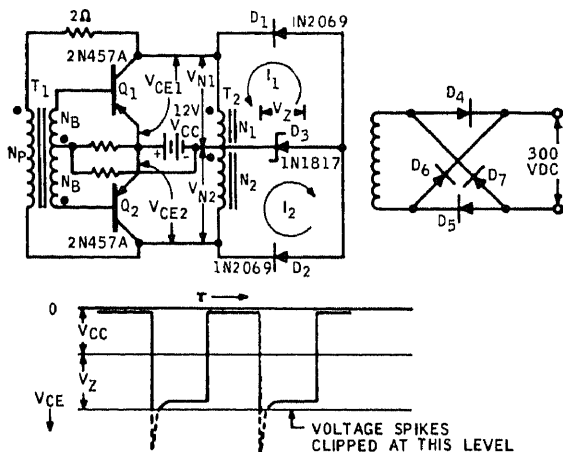 2Ω
D1
1N2069
2N457A
T1
Q1
VCE1
VN1
T2
I1
NB
12V
VCC
N1
VZ
D3
1N1817
+
-
NP
NB
N2
VN2
I2
Q2
VCE2
2N457A
1N2069
D2
D4
D6
D7
D5
300
VDC
T
0
VCC
VZ
VCE
VOLTAGE SPIKES
CLIPPED AT THIS LEVEL